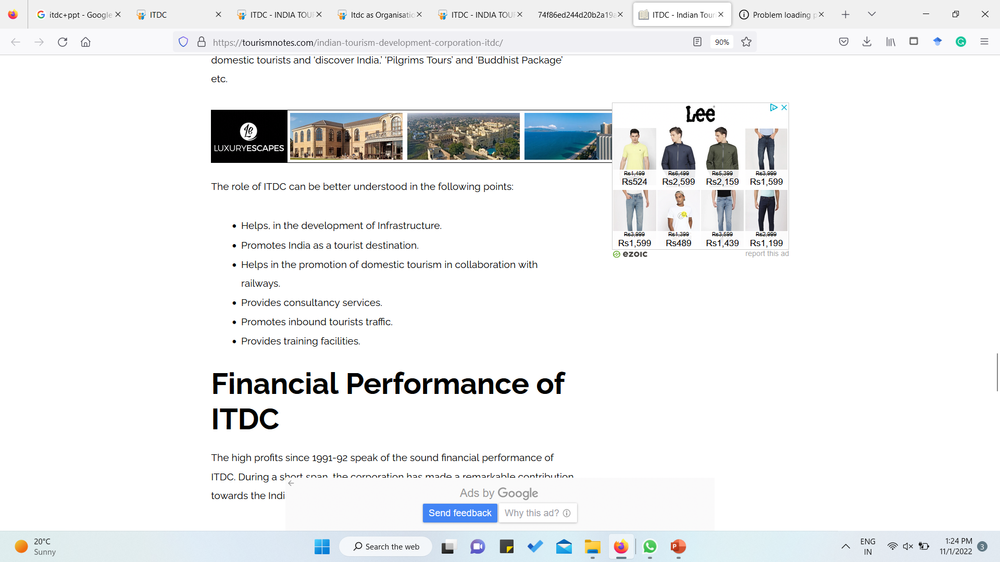 itdc+ppt - Google
ITDC
ITDC - INDIA TOUR
Itdc as Organisatio
ITDC - INDIA TOUR
74f86ed244d20b2a19a
ITDC - Indian Tour
Problem loading p
https://tourismnotes.com/indian-tourism-development-corporation-itdc/
90%
domestic tourists and ‘discover India,’ ‘Pilgrims Tours’ and ‘Buddhist Package’
etc.
LUXURYESCAPES
Lee
Rs1,499 Rs6,499 Rs5,399 Rs3,999
Rs524 Rs2,599 Rs2,159 Rs1,599
Rs3,999 Rs1,399 Rs3,599 Rs2,999
Rs1,599 Rs489 Rs1,439 Rs1,199
ezoic report this ad
The role of ITDC can be better understood in the following points:
• Helps, in the development of Infrastructure.
• Promotes India as a tourist destination.
• Helps in the promotion of domestic tourism in collaboration with
railways.
• Provides consultancy services.
• Promotes inbound tourists traffic.
• Provides training facilities.
Financial Performance of
ITDC
The high profits since 1991-92 speak of the sound financial performance of
ITDC. During a short span, the corporation has made a remarkable contribution
towards the Indi
Ads by Google
Send feedback Why this ad?
20°C
Sunny
Search the web
ENG
IN
1:24 PM
11/1/2022
3